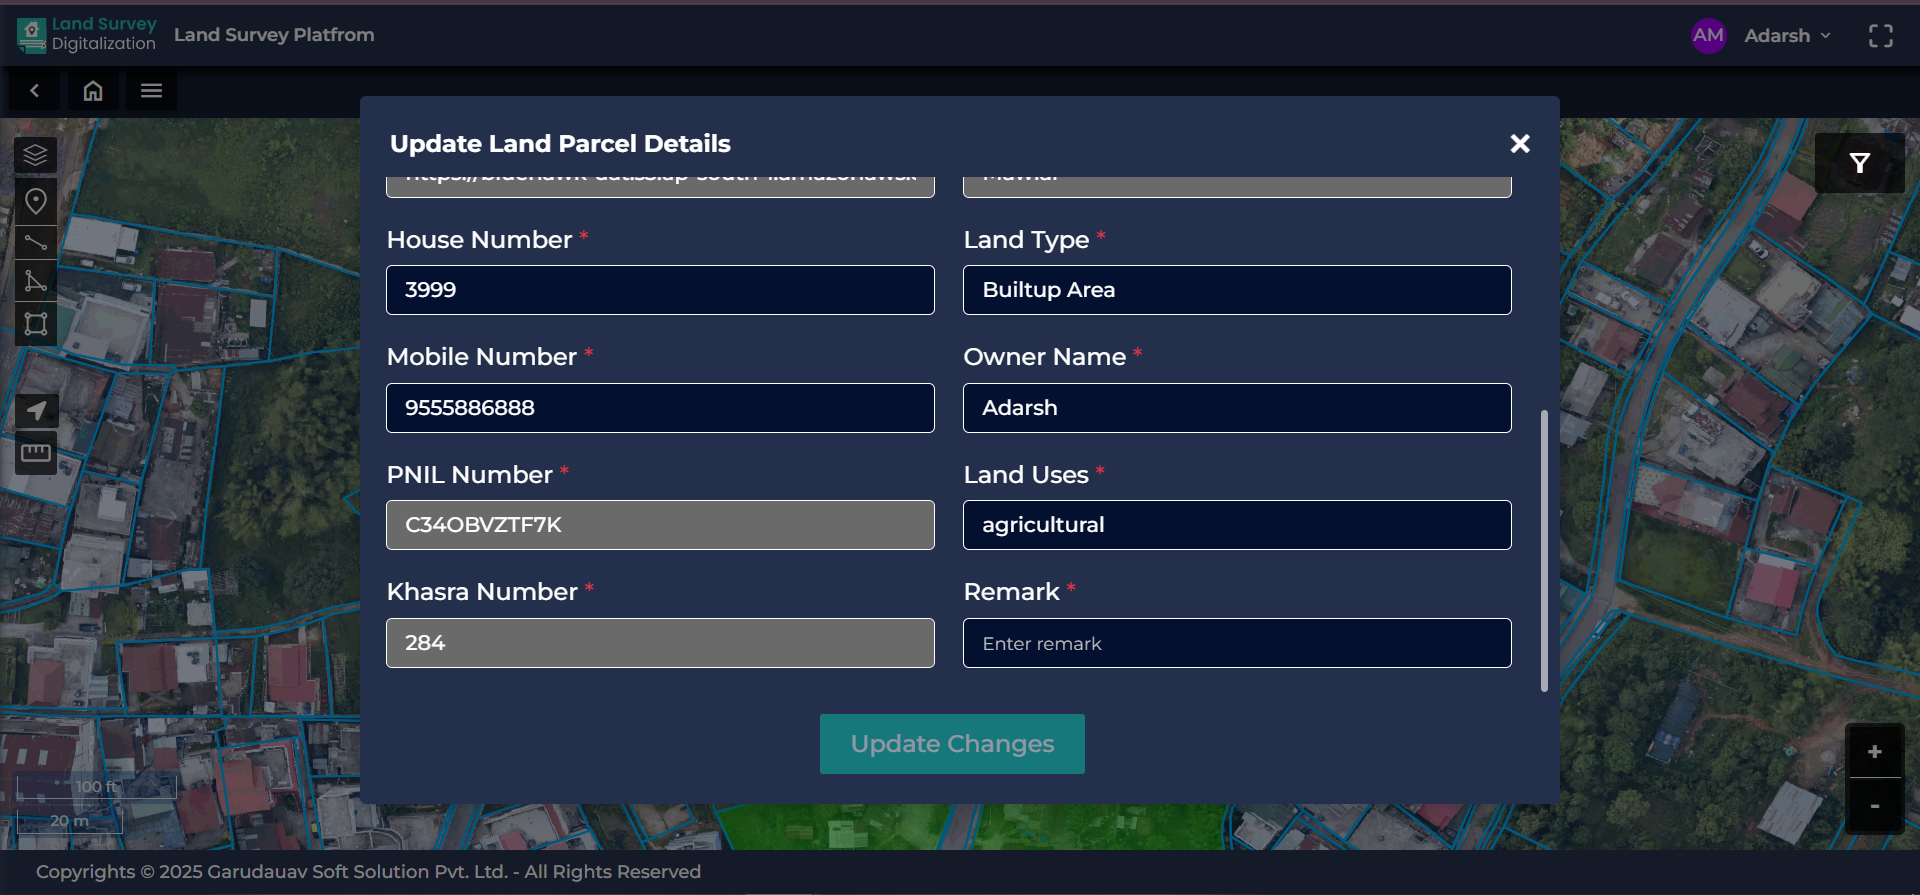 Land Survey
Digitalization
Land Survey Platfrom
AM
Adarsh
Update Land Parcel Details
House Number *
Land Type *
3999
Builtup Area
Mobile Number *
Owner Name *
9555886888
Adarsh
PNIL Number *
Land Uses *
C34OBVZTF7K
agricultural
Khasra Number *
Remark *
284
Enter remark
Update Changes
+
-
100 ft
20 m
Copyrights © 2025 Garudauav Soft Solution Pvt. Ltd. - All Rights Reserved